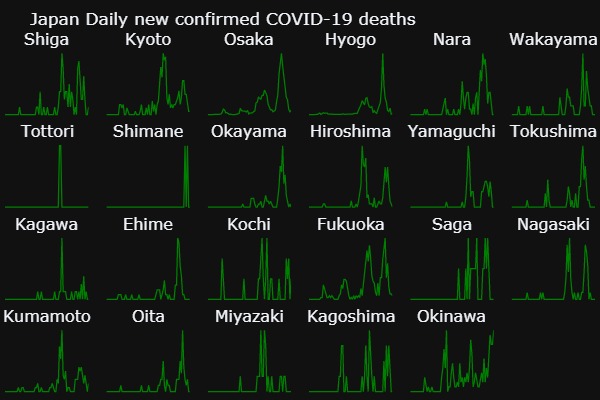 Japan Daily new confirmed COVID-19 deaths
Shiga Kyoto Osaka Hyogo Nara Wakayama
Tottori Shimane Okayama Hiroshima Yamaguchi Tokushima
Kagawa Ehime Kochi Fukuoka Saga Nagasaki
Kumamoto Oita Miyazaki Kagoshima Okinawa